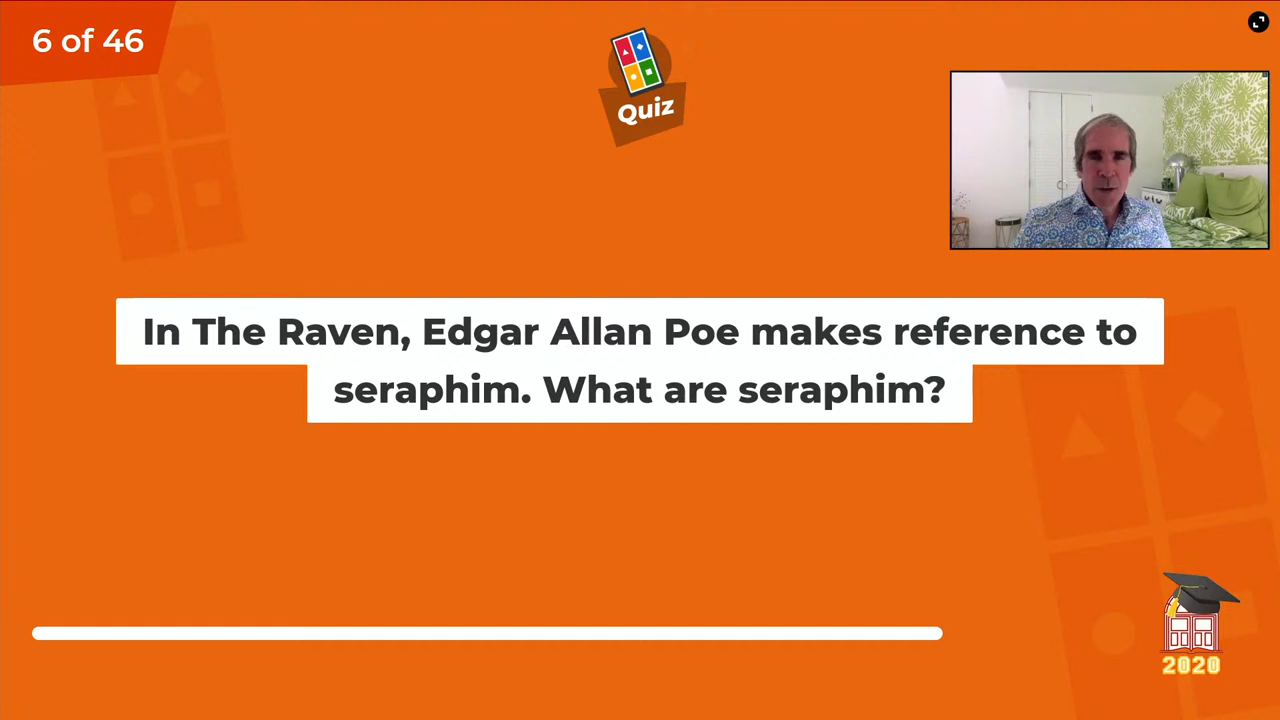 6 of 46
Quiz
In The Raven, Edgar Allan Poe makes reference to
seraphim. What are seraphim?
2020